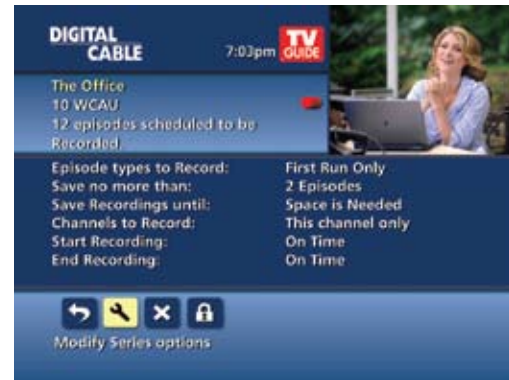 DIGITAL
CABLE
7:03pm
TV
GUIDE
The Office
10 WCAU
12 episodes scheduled to be
Recorded.
Episode types to Record: First Run Only
Save no more than: 2 Episodes
Save Recordings until: Space is Needed
Channels to Record: This channel only
Start Recording: On Time
End Recording: On Time
Modify Series options